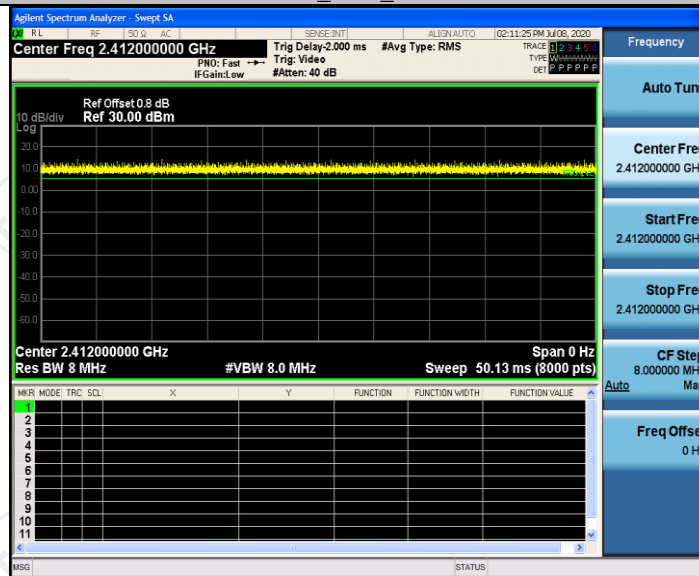 Agilent Spectrum Analyzer - Swept SA
RL RF 50 Ω AC SENSE:INT ALIGN AUTO 02:11:25 PM Jul 08, 2020
Center Freq 2.412000000 GHz Trig Delay-2.000 ms #Avg Type: RMS TRACE 1 2 3 4 5 6
PNO: Fast Trig: Video TYPE WWWWWW
IFGain:Low #Atten: 40 dB DET P P P P P P
Ref Offset 0.8 dB
10 dB/div Ref 30.00 dBm
Log
20.0
10.0
0.00
-10.0
-20.0
-30.0
-40.0
-50.0
-60.0
Center 2.412000000 GHz Span 0 Hz
Res BW 8 MHz #VBW 8.0 MHz Sweep 50.13 ms (8000 pts)
MKR MODE TRC SCL X Y FUNCTION FUNCTION WIDTH FUNCTION VALUE
1
2
3
4
5
6
7
8
9
10
11
MSG STATUS
Frequency
Auto Tun
Center Fre
2.412000000 GH
Start Fre
2.412000000 GH
Stop Fre
2.412000000 GH
CF Step
8.000000 MH
Auto Ma
Freq Offse
0 H